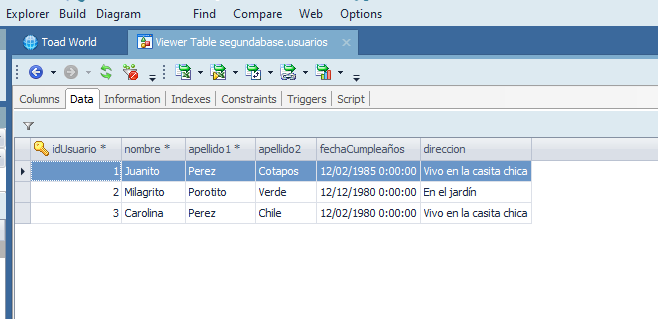 Explorer Build Diagram Find Compare Web Options
Toad World Viewer Table segundabase.usuarios
Columns Data Information Indexes Constraints Triggers Script
idUsuario * nombre * apellido1 * apellido2 fechaCumpleaños direccion
1 Juanito Perez Cotapos 12/02/1985 0:00:00 Vivo en la casita chica
2 Milagrito Porotito Verde 12/12/1980 0:00:00 En el jardín
3 Carolina Perez Chile 12/02/1980 0:00:00 Vivo en la casita chica